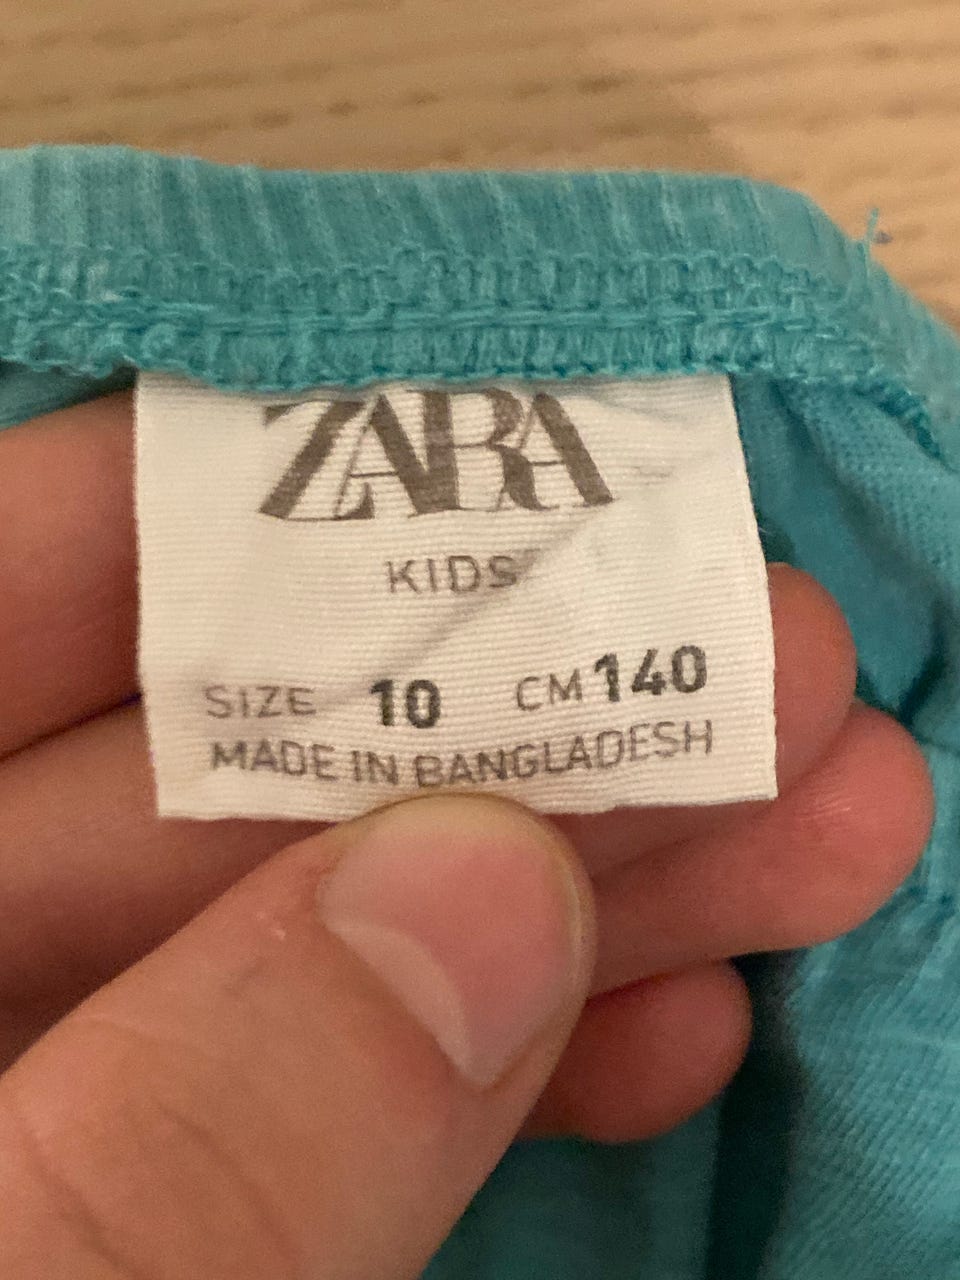 ZARA
KIDS
SIZE 10 CM 140
MADE IN BANGLADESH